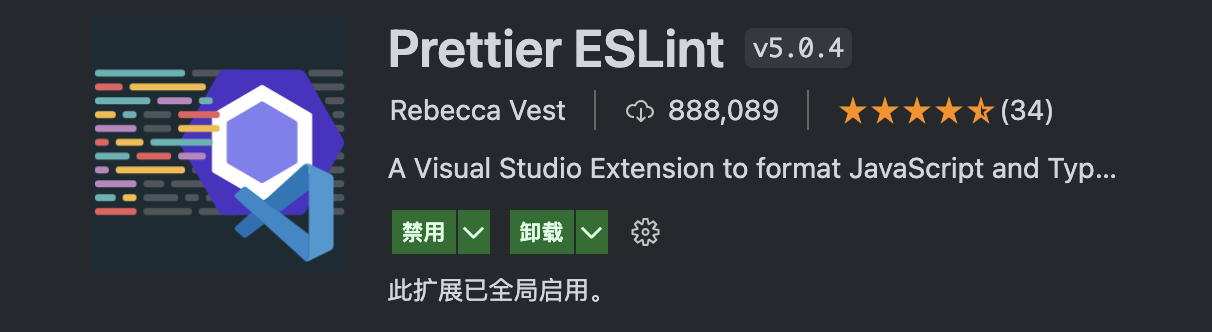 Prettier ESLint v5.0.4
Rebecca Vest 888,089 (34)
A Visual Studio Extension to format JavaScript and Typ...
禁用 卸载
此扩展已全局启用。